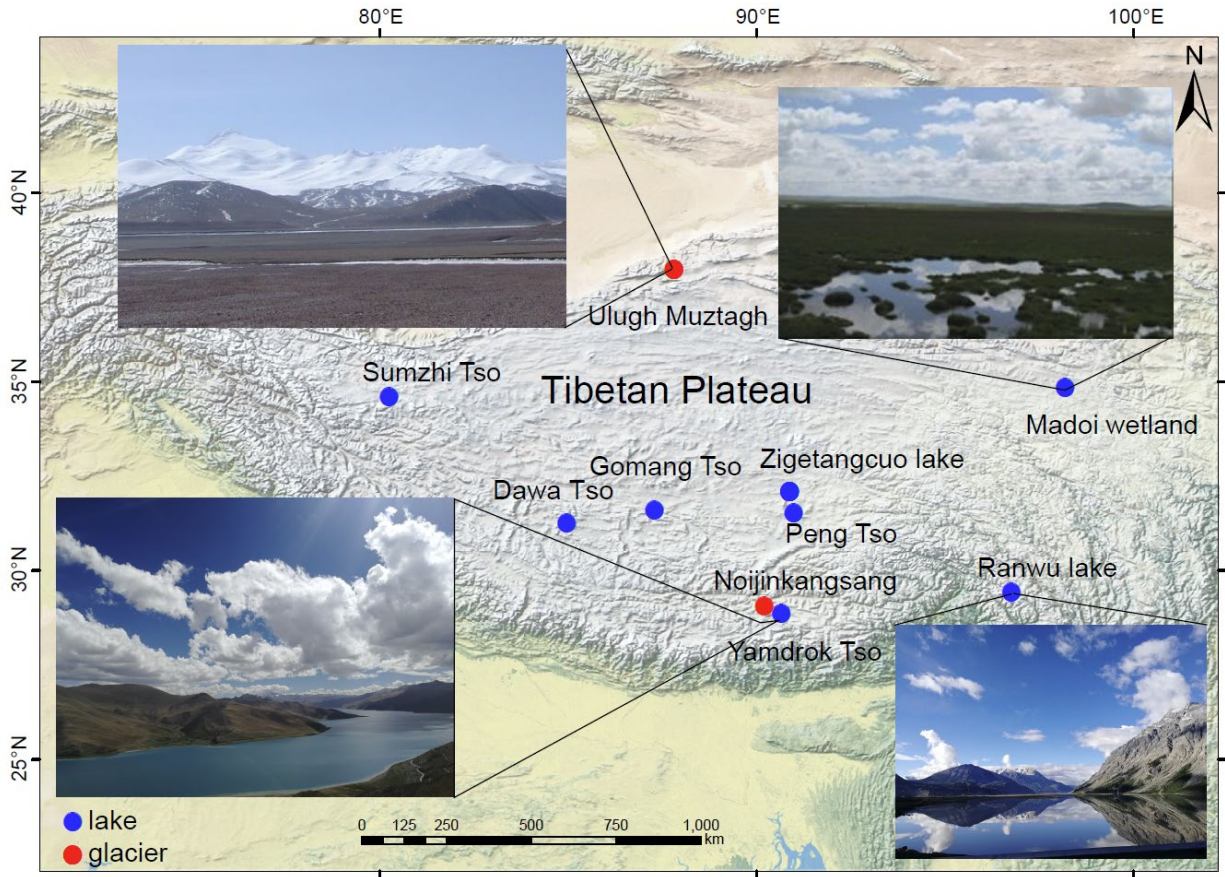 80°E 90°E 100°E
N
40°N
Ulugh Muztagh
35°N
Sumzhi Tso
Tibetan Plateau
Madoi wetland
Gomang Tso
Zigetangcuo lake
Dawa Tso
Peng Tso
30°N
Noijinkangsang
Ranwu lake
Yamdrok Tso
25°N
lake
glacier
0 125 250 500 750 1,000
km